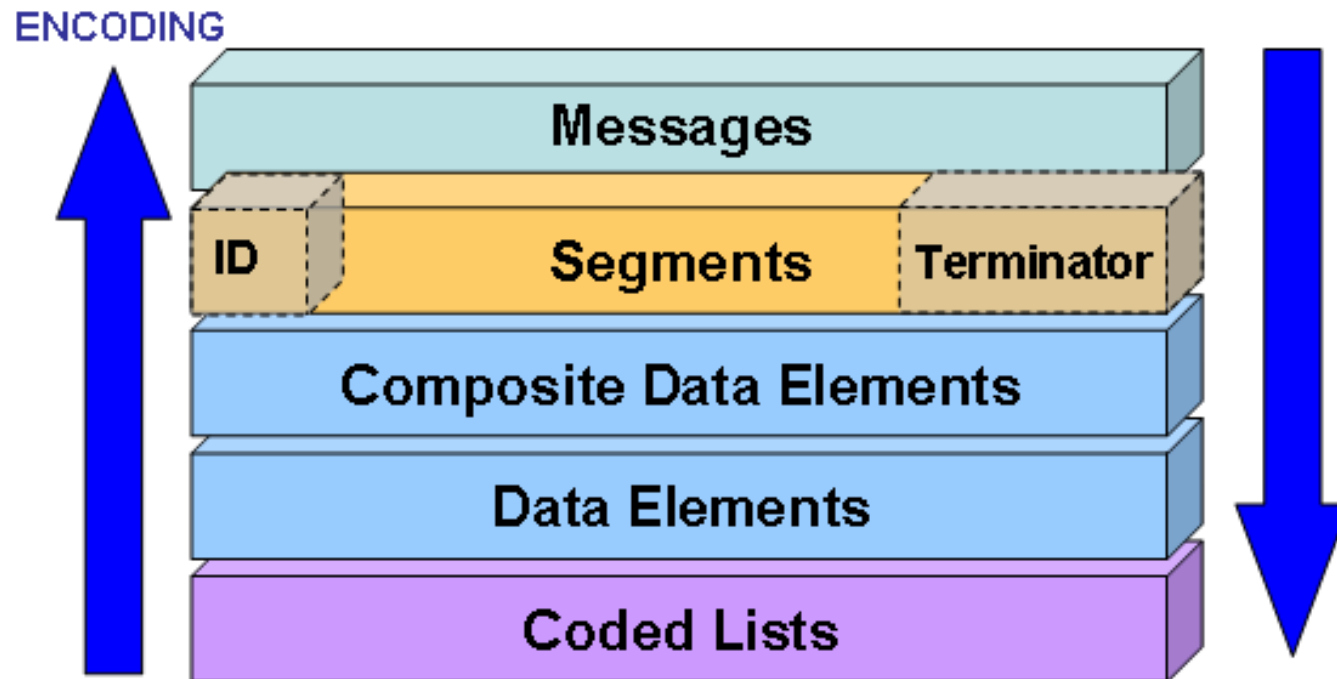 ENCODING
Messages
ID Segments Terminator
Composite Data Elements
Data Elements
Coded Lists